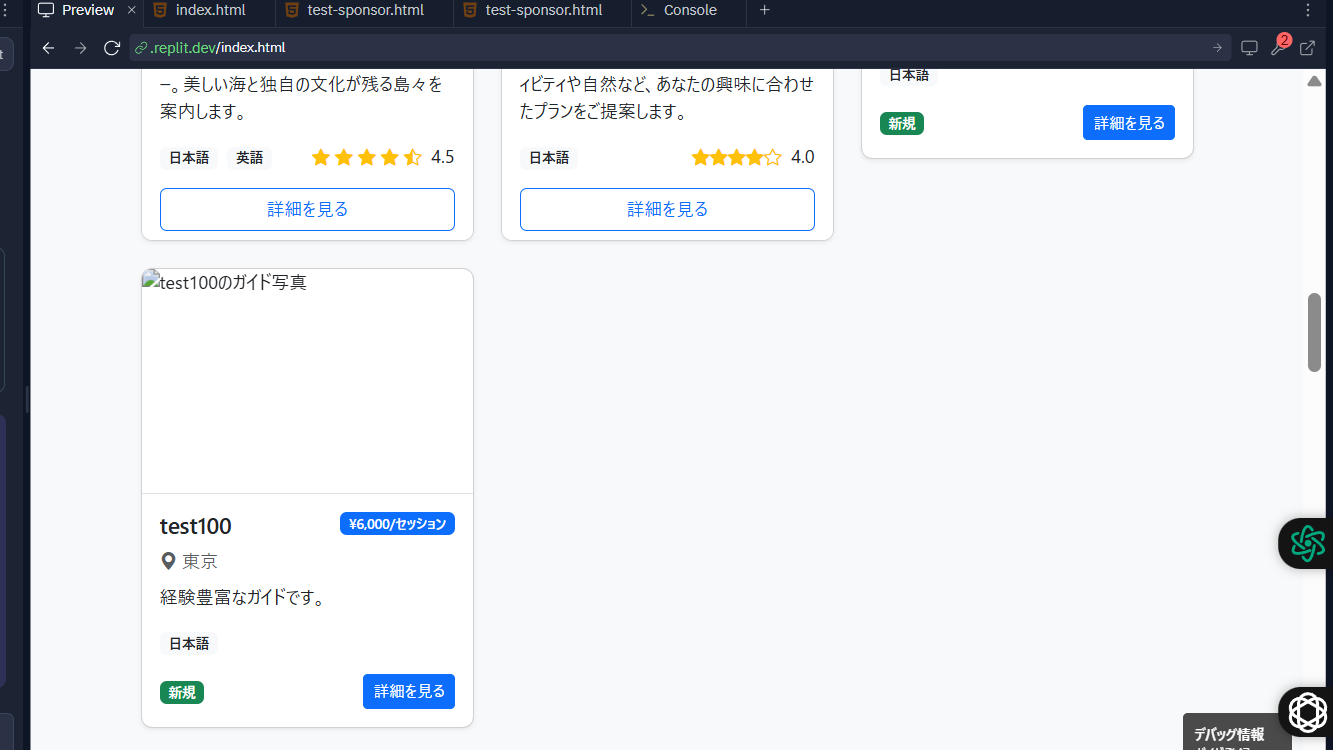 Preview
index.html
test-sponsor.html
test-sponsor.html
Console
t
.replit.dev/index.html
2
ー。美しい海と独自の文化が残る島々を
案内します。
日本語
英語
4.5
詳細を見る
ィビティや自然など、あなたの興味に合わせ
たプランをご提案します。
日本語
4.0
詳細を見る
日本語
新規
詳細を見る
test100のガイド写真
test100
¥6,000/セッション
東京
経験豊富なガイドです。
日本語
新規
詳細を見る
デバッグ情報